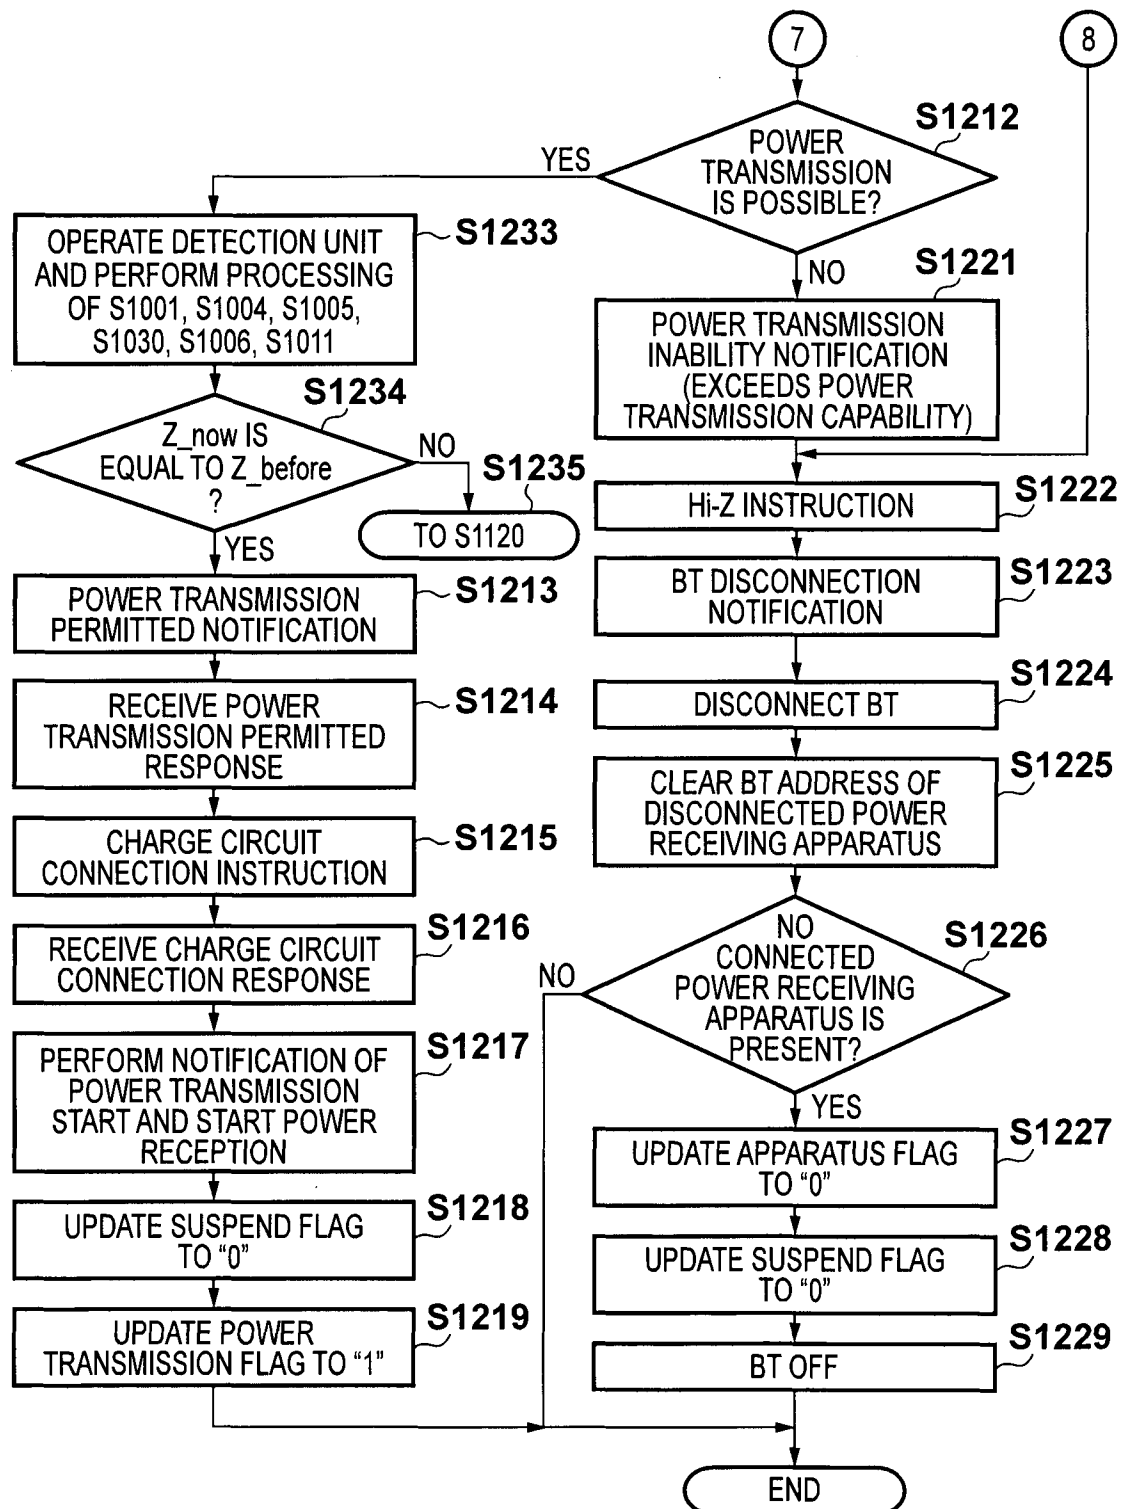 7
8
S1212
POWER
TRANSMISSION
IS POSSIBLE?
YES
NO
S1233
OPERATE DETECTION UNIT
AND PERFORM PROCESSING
OF S1001, S1004, S1005,
S1030, S1006, S1011
S1234
Z_now IS
EQUAL TO Z_before
?
NO
YES
S1235
TO S1120
S1213
POWER TRANSMISSION
PERMITTED NOTIFICATION
S1214
RECEIVE POWER
TRANSMISSION PERMITTED
RESPONSE
S1215
CHARGE CIRCUIT
CONNECTION INSTRUCTION
S1216
RECEIVE CHARGE CIRCUIT
CONNECTION RESPONSE
S1217
PERFORM NOTIFICATION OF
POWER TRANSMISSION
START AND START POWER
RECEPTION
S1218
UPDATE SUSPEND FLAG
TO “0”
S1219
UPDATE POWER
TRANSMISSION FLAG TO “1”
S1221
POWER TRANSMISSION
INABILITY NOTIFICATION
(EXCEEDS POWER
TRANSMISSION CAPABILITY)
S1222
Hi-Z INSTRUCTION
S1223
BT DISCONNECTION
NOTIFICATION
S1224
DISCONNECT BT
S1225
CLEAR BT ADDRESS OF
DISCONNECTED POWER
RECEIVING APPARATUS
S1226
NO
CONNECTED
POWER RECEIVING
APPARATUS IS
PRESENT?
NO
YES
S1227
UPDATE APPARATUS FLAG
TO “0”
S1228
UPDATE SUSPEND FLAG
TO “0”
S1229
BT OFF
END